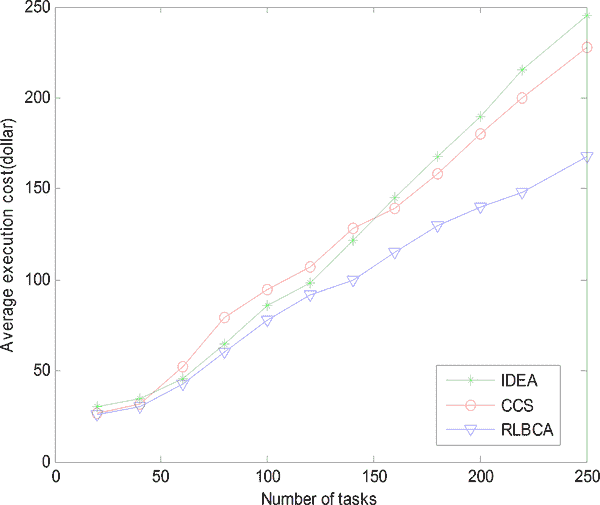 250
200
150
100
50
0
Average execution cost(dollar)
0 50 100 150 200 250
Number of tasks
IDEA
CCS
RLBCA